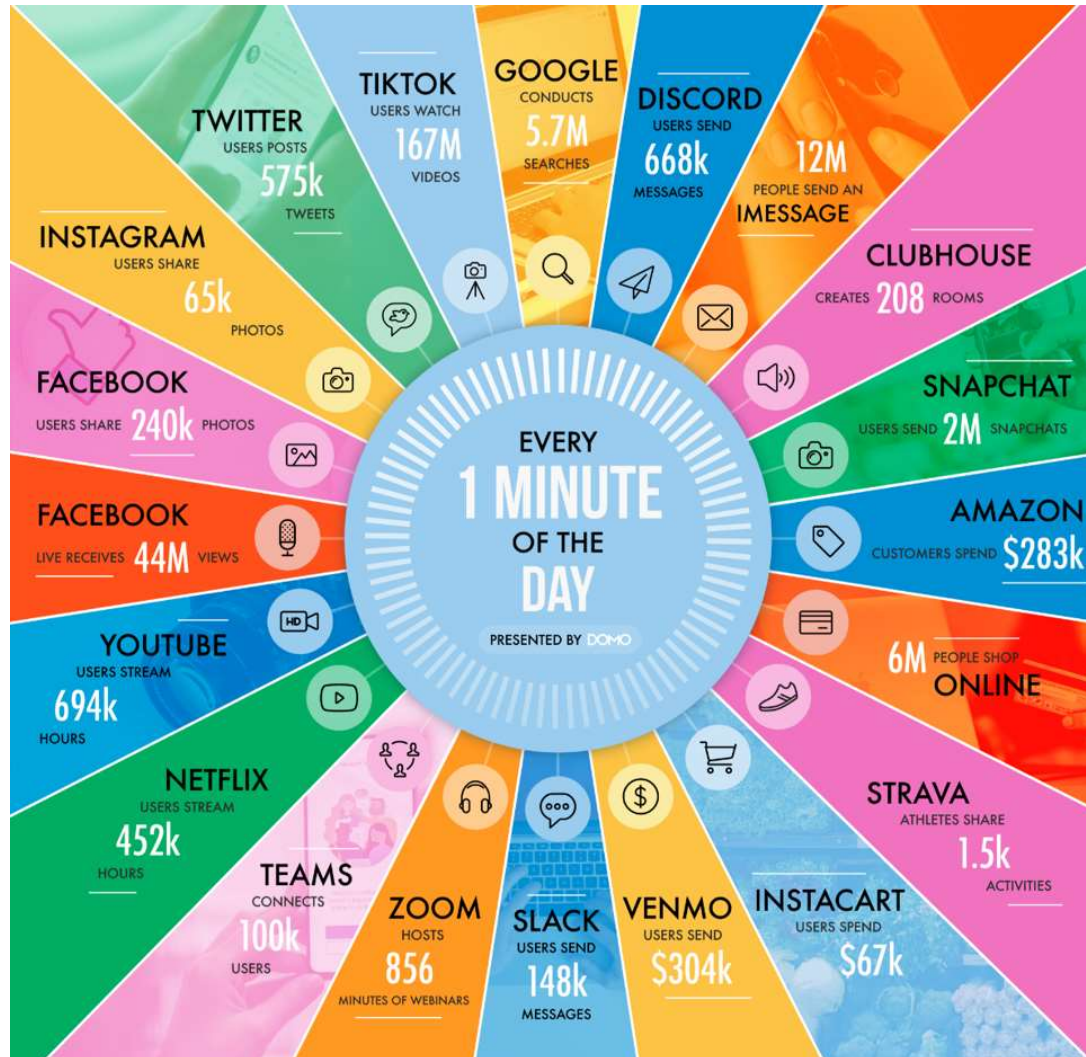 EVERY
1 MINUTE
OF THE
DAY
PRESENTED BY DOMO
GOOGLE
CONDUCTS
5.7M
SEARCHES
DISCORD
USERS SEND
668k
MESSAGES
12M
PEOPLE SEND AN
IMESSAGE
CLUBHOUSE
CREATES 208 ROOMS
SNAPCHAT
USERS SEND 2M SNAPCHATS
AMAZON
CUSTOMERS SPEND $283k
6M PEOPLE SHOP
ONLINE
STRAVA
ATHLETES SHARE
1.5k
ACTIVITIES
INSTACART
USERS SPEND
$67k
VENMO
USERS SEND
$304k
SLACK
USERS SEND
148k
MESSAGES
ZOOM
HOSTS
856
MINUTES OF WEBINARS
TEAMS
CONNECTS
100k
USERS
NETFLIX
USERS STREAM
452k
HOURS
YOUTUBE
USERS STREAM
694k
HOURS
HD
FACEBOOK
LIVE RECEIVES 44M VIEWS
FACEBOOK
USERS SHARE 240k PHOTOS
INSTAGRAM
USERS SHARE
65k
PHOTOS
TWITTER
USERS POSTS
575k
TWEETS
TIKTOK
USERS WATCH
167M
VIDEOS